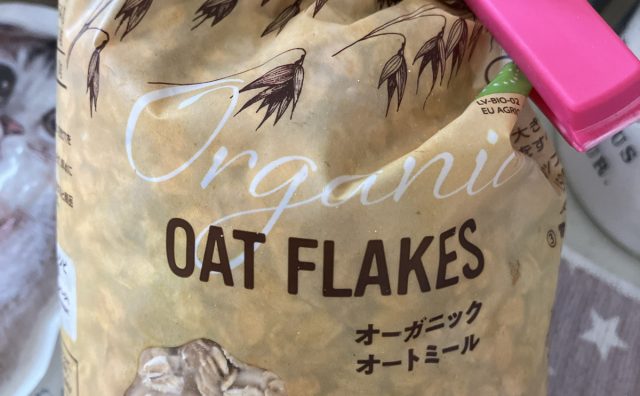 LV-BIO-02
EU AGRIC
Organic
OAT FLAKES
オーガニック
オートミール